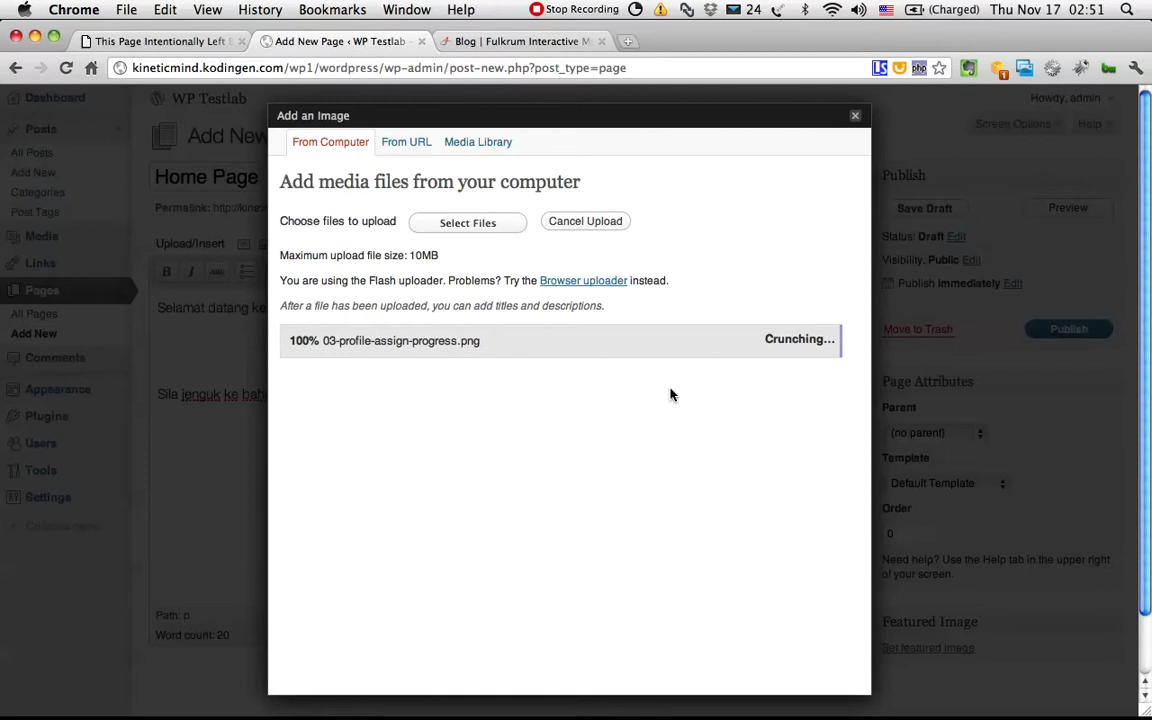 Chrome File Edit View History Bookmarks Window Help Stop Recording 24 (Charged) Thu Nov 17 02:51
This Page Intentionally Left B Add New Page ‹ WP Testlab Blog | Fulkrum Interactive M
kineticmind.kodingen.com/wp1/wordpress/wp-admin/post-new.php?post_type=page
Dashboard
Posts
All Posts
Add New
Categories
Post Tags
Media
Links
Pages
All Pages
Add New
Comments
Appearance
Plugins
Users
Tools
Settings
Collapse menu
WP Testlab
Howdy, admin
Add New
Screen Options Help
Home Page
Permalink: http://kine
Upload/Insert
B I ABC
Selamat datang ke
Sila jenguk ke bah
Path: p
Word count: 20
Add an Image
From Computer From URL Media Library
Add media files from your computer
Choose files to upload Select Files Cancel Upload
Maximum upload file size: 10MB
You are using the Flash uploader. Problems? Try the Browser uploader instead.
After a file has been uploaded, you can add titles and descriptions.
100% 03-profile-assign-progress.png Crunching...
Publish
Save Draft Preview
Status: Draft Edit
Visibility: Public Edit
Publish immediately Edit
Move to Trash Publish
Page Attributes
Parent
(no parent)
Template
Default Template
Order
0
Need help? Use the Help tab in the upper right
of your screen.
Featured Image
Set featured image